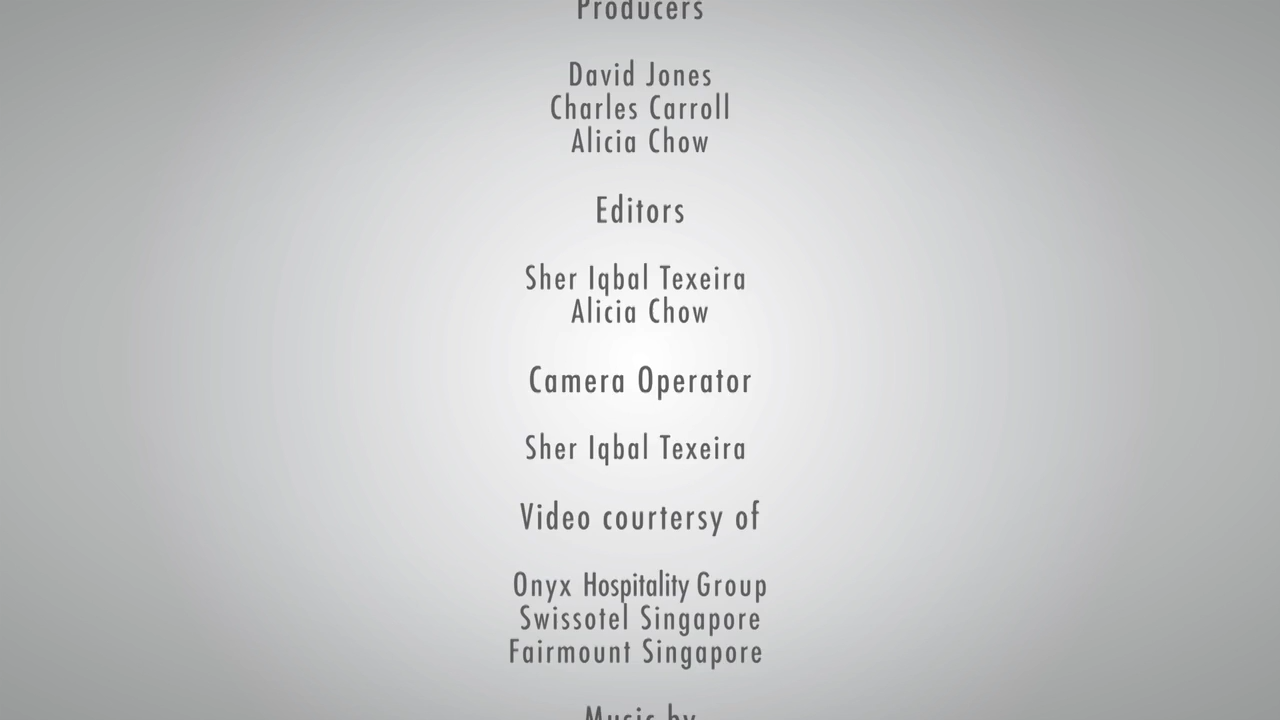 Producers
David Jones
Charles Carroll
Alicia Chow
Editors
Sher Iqbal Texeira
Alicia Chow
Camera Operator
Sher Iqbal Texeira
Video courtersy of
Onyx Hospitality Group
Swissotel Singapore
Fairmount Singapore
Music by